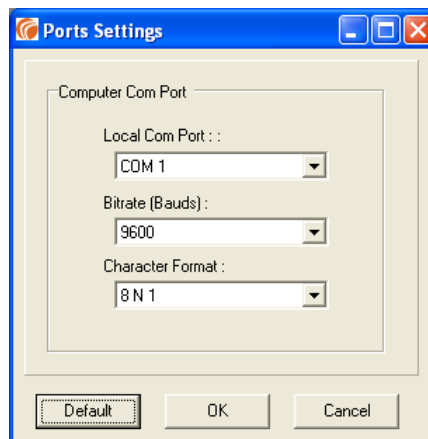 Ports Settings
Computer Com Port
Local Com Port : :
COM 1
Bitrate (Bauds) :
9600
Character Format :
8 N 1
Default OK Cancel